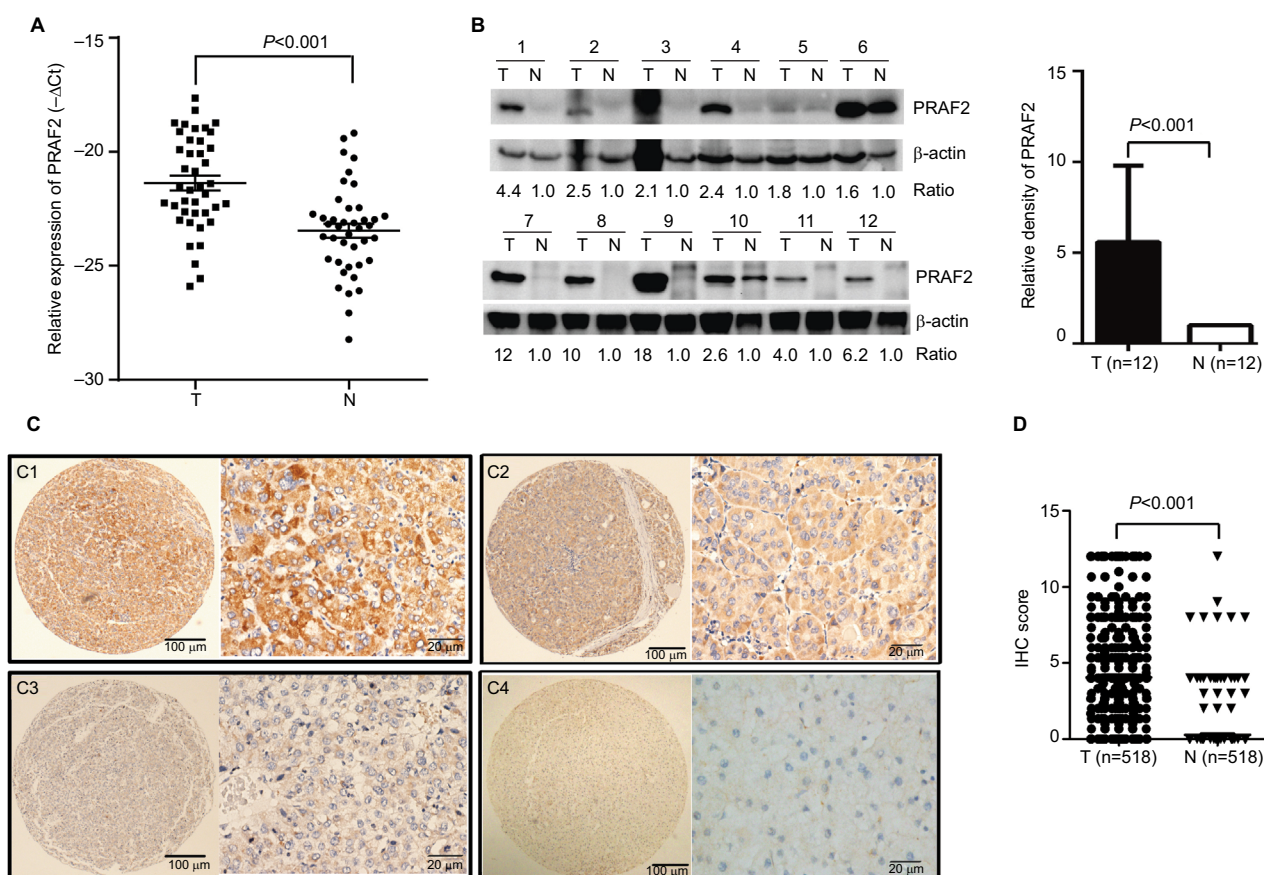 A
Relative expression of PRAF2 (–ΔCt)
–15
–20
–25
–30
P<0.001
T N
B
1 2 3 4 5 6
T N T N T N T N T N T N
PRAF2
β-actin
4.4 1.0 2.5 1.0 2.1 1.0 2.4 1.0 1.8 1.0 1.6 1.0 Ratio
7 8 9 10 11 12
T N T N T N T N T N T N
PRAF2
β-actin
12 1.0 10 1.0 18 1.0 2.6 1.0 4.0 1.0 6.2 1.0 Ratio
Relative density of PRAF2
15
10
5
0
P<0.001
T (n=12) N (n=12)
C
C1
100 μm
20 μm
C2
100 μm
20 μm
C3
100 μm
20 μm
C4
100 μm
20 μm
D
IHC score
15
10
5
0
P<0.001
T (n=518) N (n=518)